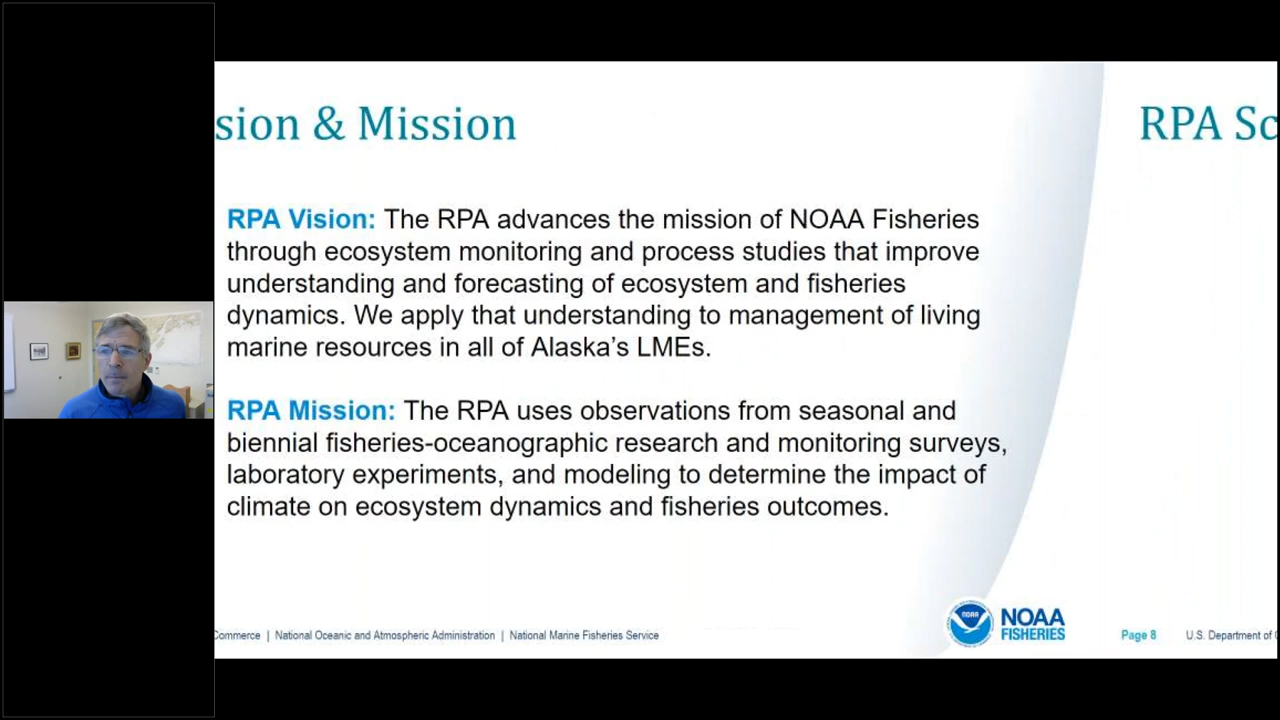 sion & Mission
RPA Sc
RPA Vision: The RPA advances the mission of NOAA Fisheries
through ecosystem monitoring and process studies that improve
understanding and forecasting of ecosystem and fisheries
dynamics. We apply that understanding to management of living
marine resources in all of Alaska’s LMEs.
RPA Mission: The RPA uses observations from seasonal and
biennial fisheries-oceanographic research and monitoring surveys,
laboratory experiments, and modeling to determine the impact of
climate on ecosystem dynamics and fisheries outcomes.
Commerce | National Oceanic and Atmospheric Administration | National Marine Fisheries Service
NOAA
NOAA
FISHERIES
Page 8
U.S. Department of